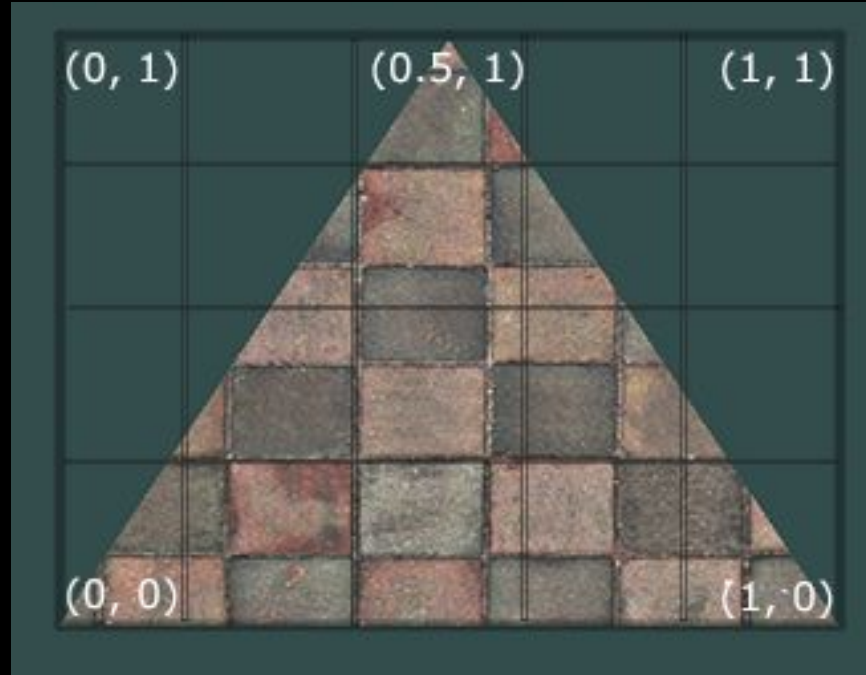 (0, 1) (0.5, 1) (1, 1)
(0, 0) (1, 0)